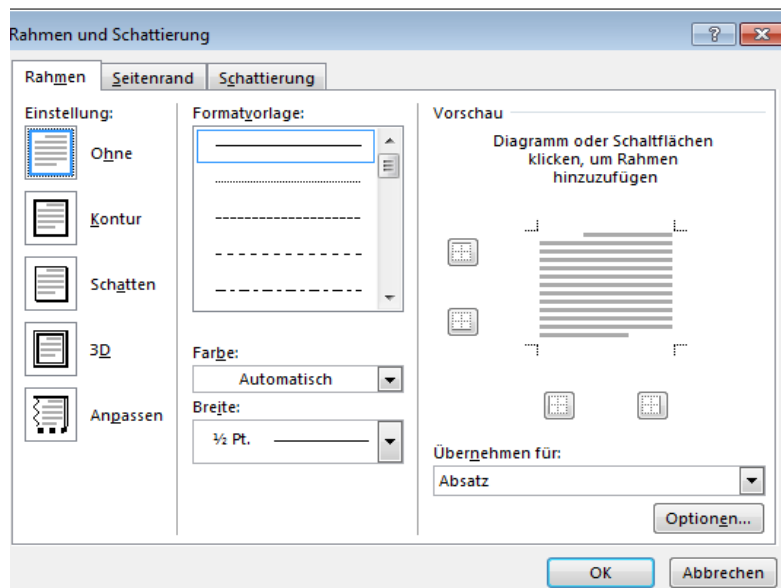 Rahmen und Schattierung
Rahmen
Seitenrand
Schattierung
Einstellung:
Ohne
Kontur
Schatten
3D
Anpassen
Formatvorlage:
Farbe:
Automatisch
Breite:
½ Pt.
Vorschau
Diagramm oder Schaltflächen
klicken, um Rahmen
hinzuzufügen
Übernehmen für:
Absatz
Optionen...
OK
Abbrechen